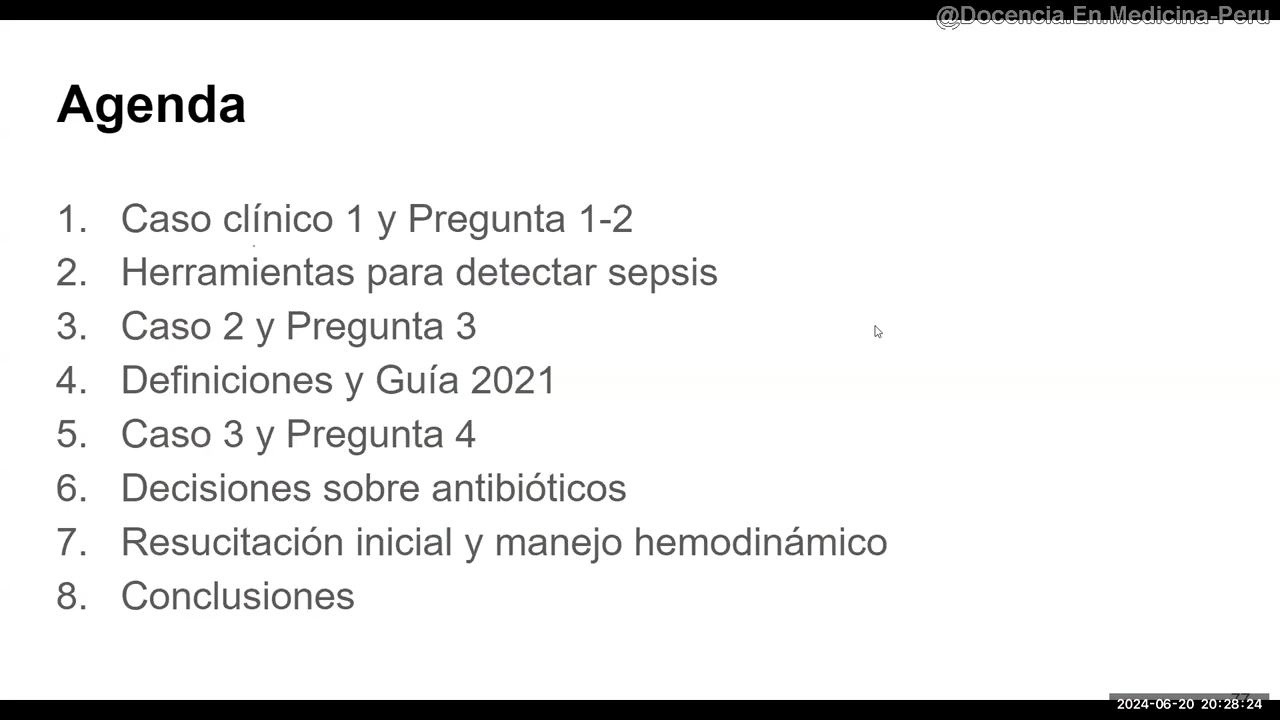 @Docencia.En.Medicina-Peru
Agenda
1. Caso clínico 1 y Pregunta 1-2
2. Herramientas para detectar sepsis
3. Caso 2 y Pregunta 3
4. Definiciones y Guía 2021
5. Caso 3 y Pregunta 4
6. Decisiones sobre antibióticos
7. Resucitación inicial y manejo hemodinámico
8. Conclusiones
2024-06-20 20:28:24